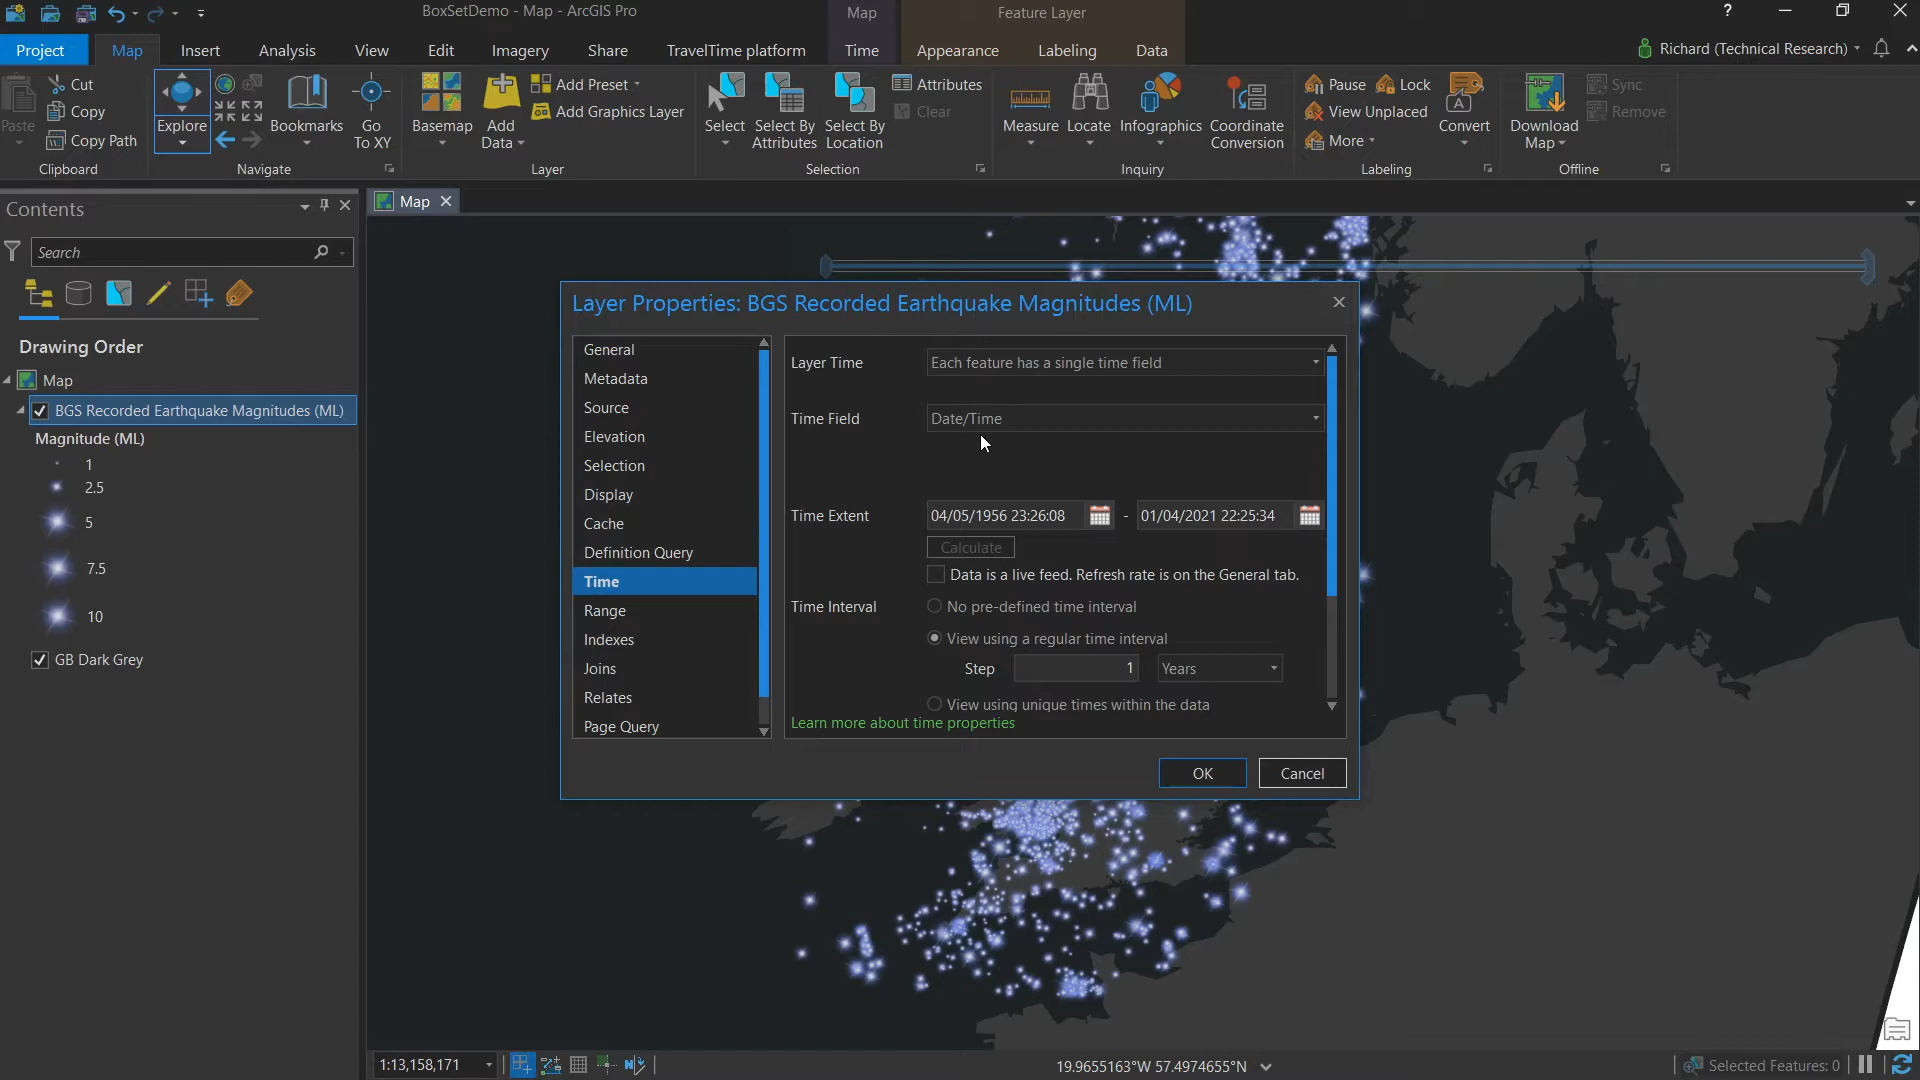 BoxSetDemo - Map - ArcGIS Pro
Map
Feature Layer
?
Project
Map
Insert
Analysis
View
Edit
Imagery
Share
TravelTime platform
Time
Appearance
Labeling
Data
Richard (Technical Research)
Paste
Cut
Copy
Copy Path
Clipboard
Explore
Bookmarks
Go
To XY
Navigate
Basemap
Add
Data
Add Preset
Add Graphics Layer
Layer
Select
Select By
Attributes
Select By
Location
Attributes
Clear
Selection
Measure
Locate
Infographics
Coordinate
Conversion
Inquiry
Pause
Lock
View Unplaced
More
Convert
Labeling
Download
Map
Sync
Remove
Offline
Contents
Search
Drawing Order
Map
BGS Recorded Earthquake Magnitudes (ML)
Magnitude (ML)
1
2.5
5
7.5
10
GB Dark Grey
Map
Layer Properties: BGS Recorded Earthquake Magnitudes (ML)
General
Metadata
Source
Elevation
Selection
Display
Cache
Definition Query
Time
Range
Indexes
Joins
Relates
Page Query
Layer Time
Each feature has a single time field
Time Field
Date/Time
Time Extent
04/05/1956 23:26:08 - 01/04/2021 22:25:34
Calculate
Data is a live feed. Refresh rate is on the General tab.
Time Interval
No pre-defined time interval
View using a regular time interval
Step
1
Years
View using unique times within the data
Learn more about time properties
OK
Cancel
1:13,158,171
19.9655163°W 57.4974655°N
Selected Features: 0